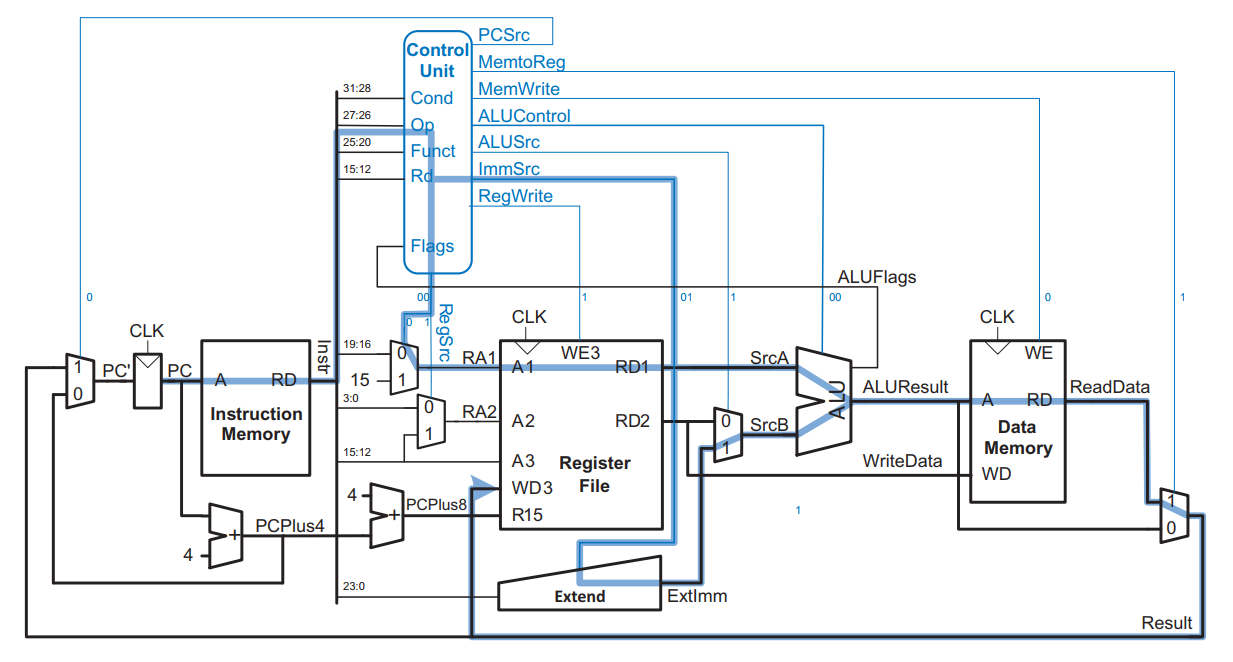 PCSrc
Control
Unit
MemtoReg
MemWrite
31:28
Cond
27:26
Op
ALUControl
25:20
Funct
ALUSrc
15:12
Rd
ImmSrc
RegWrite
Flags
ALUFlags
0
00
1
01
1
00
0
1
0 1
RegSrc
CLK
CLK
CLK
Instr
19:16
0
15
1
RA1
A1
WE3
RD1
SrcA
WE
1
0
PC'
PC
A
RD
Instruction
Memory
3:0
0
1
RA2
A2
RD2
0
1
SrcB
ALU
ALUResult
A
RD
ReadData
Data
Memory
15:12
A3
Register
File
WD3
WriteData
WD
4
+
PCPlus8
R15
1
1
0
+
PCPlus4
4
23:0
Extend
ExtImm
Result